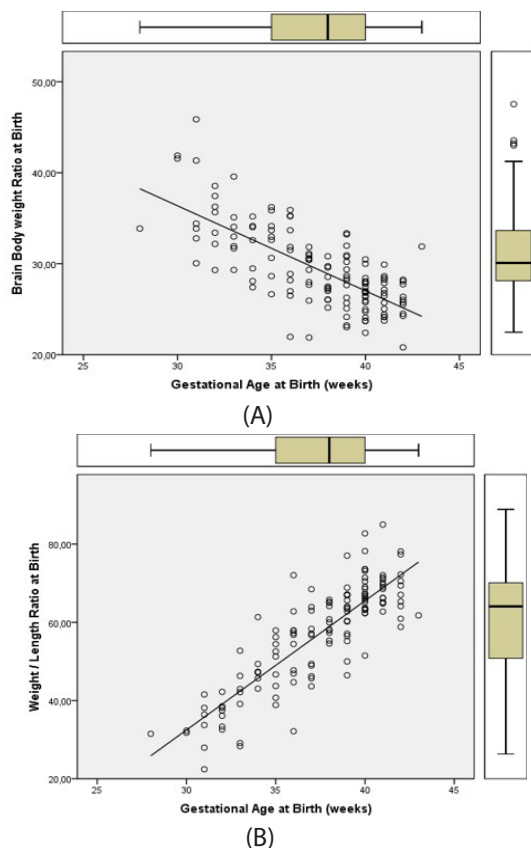 50,00
40,00
30,00
20,00
Brain Body weight Ratio at Birth
25 30 35 40 45
Gestational Age at Birth (weeks)
(A)
80,00
60,00
40,00
20,00
Weight / Length Ratio at Birth
25 30 35 40 45
Gestational Age at Birth (weeks)
(B)